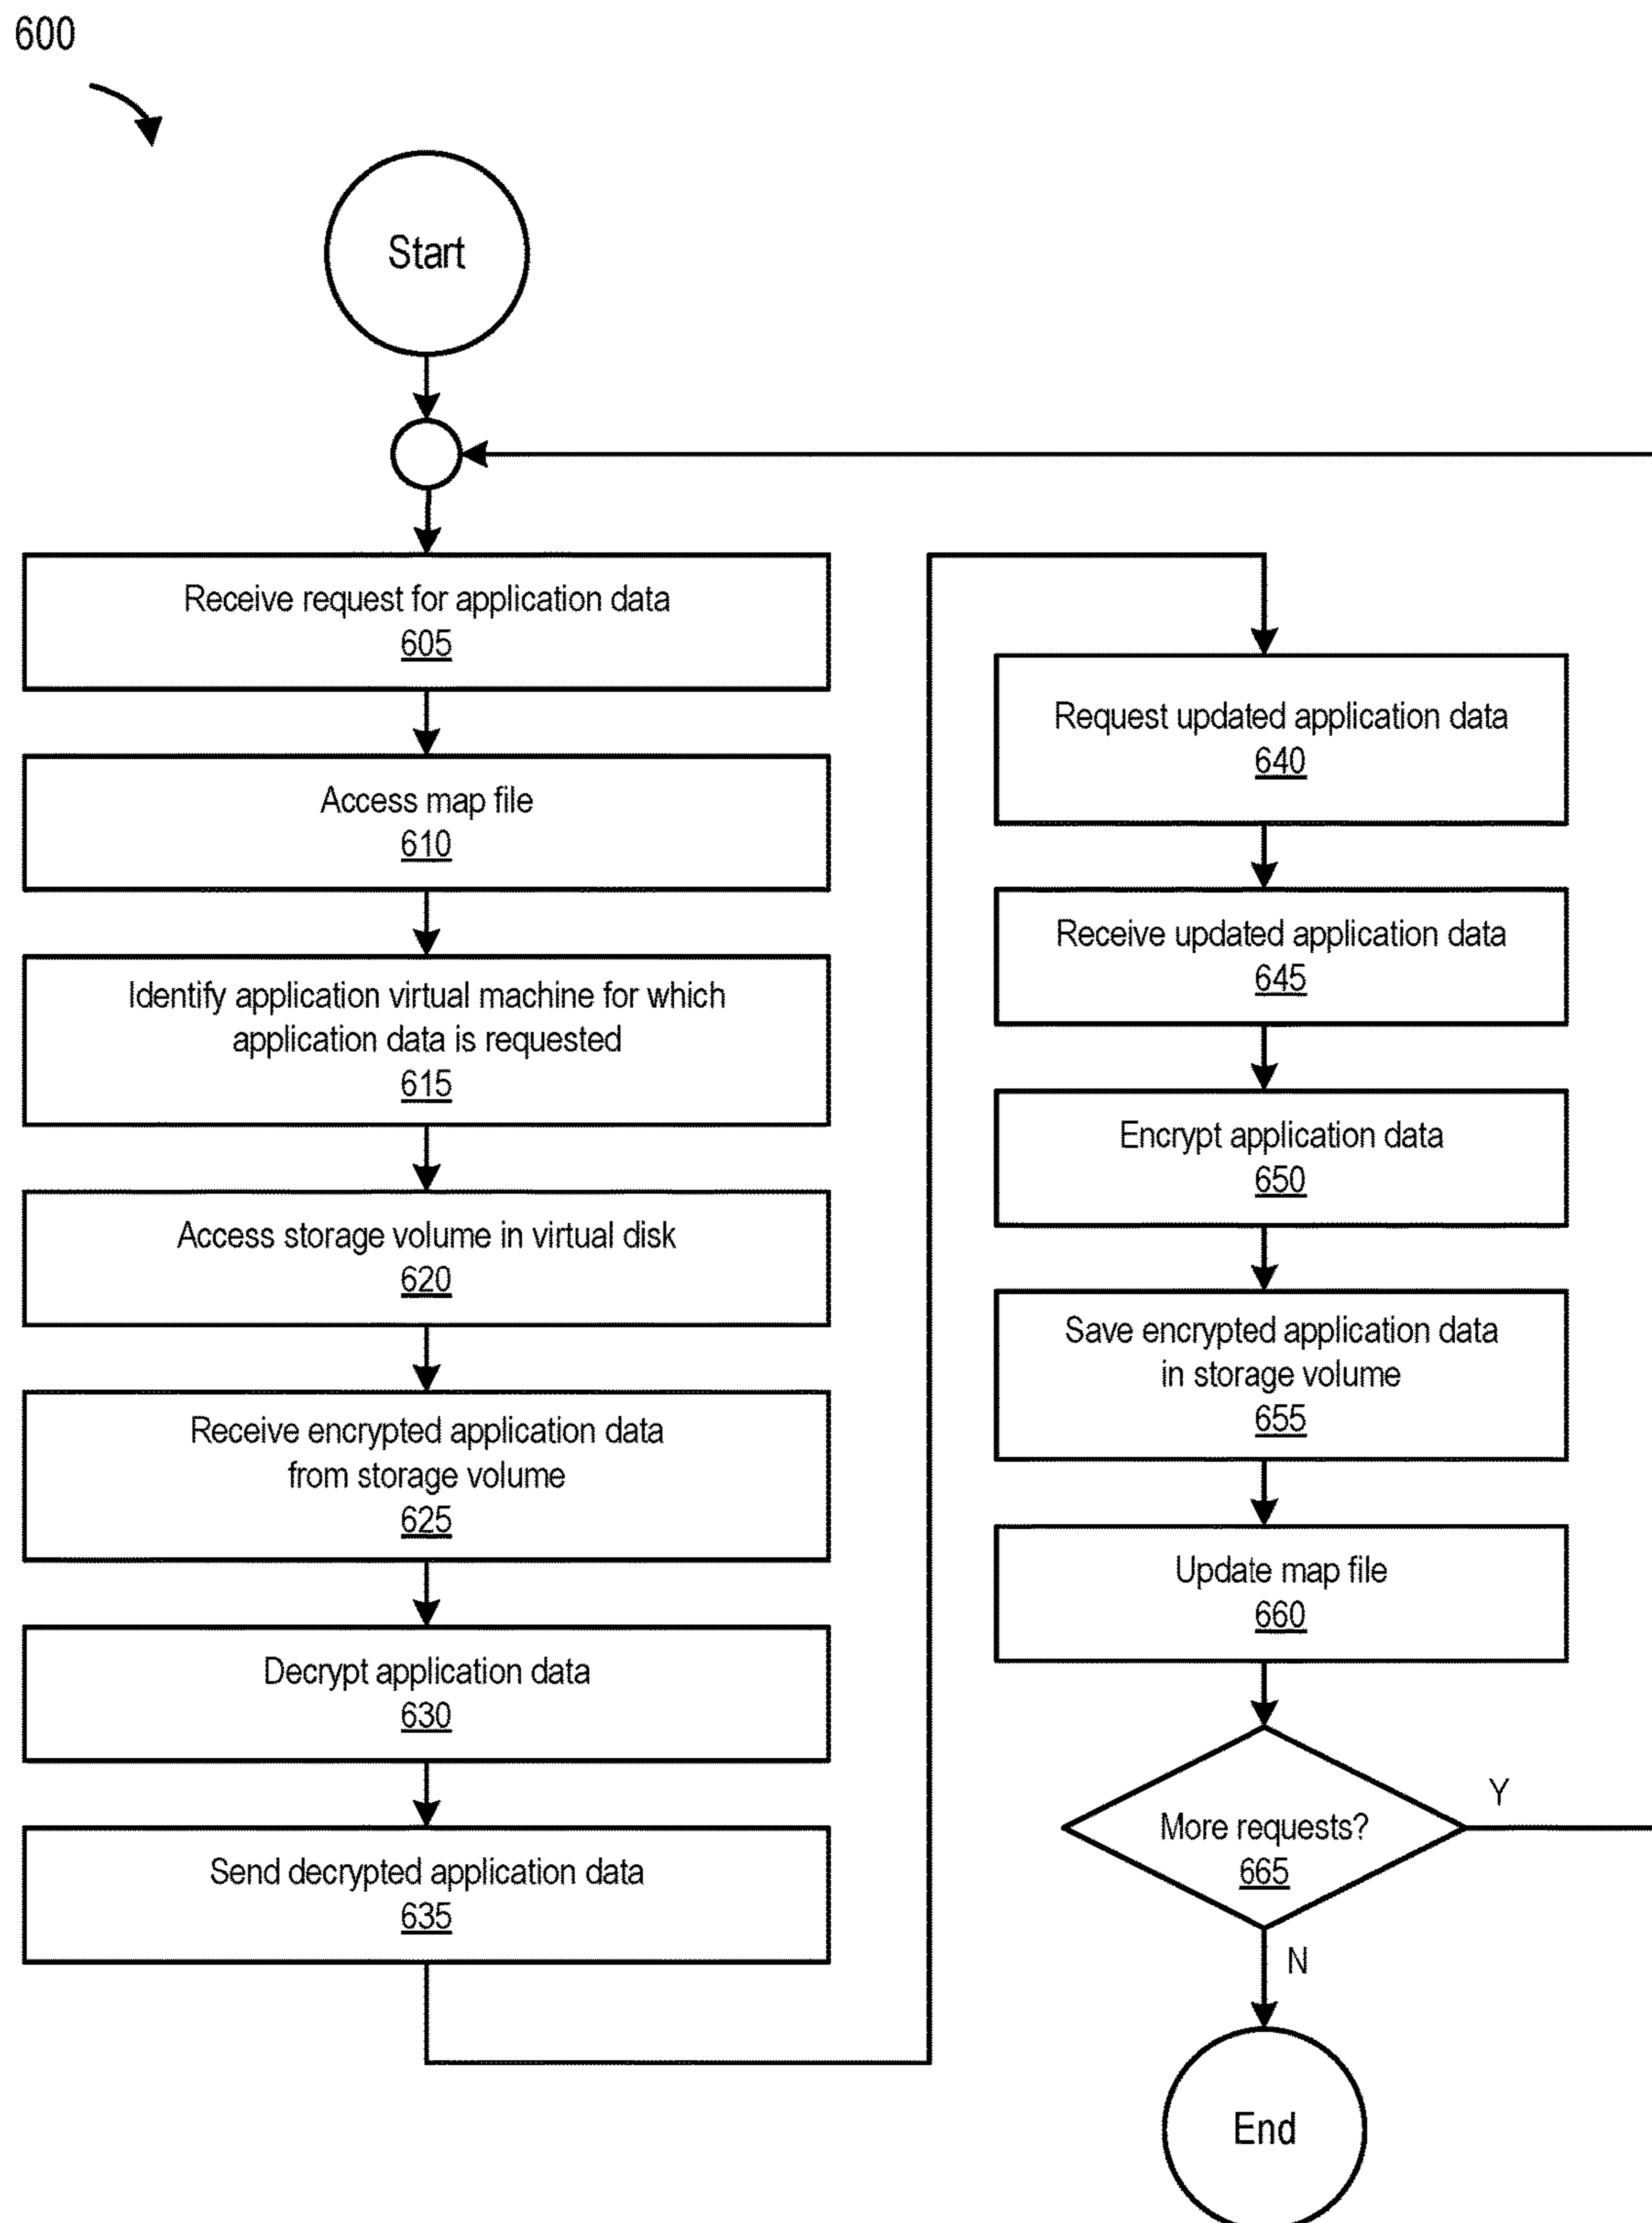 600
Start
Receive request for application data
605
Access map file
610
Identify application virtual machine for which
application data is requested
615
Access storage volume in virtual disk
620
Receive encrypted application data
from storage volume
625
Decrypt application data
630
Send decrypted application data
635
Request updated application data
640
Receive updated application data
645
Encrypt application data
650
Save encrypted application data
in storage volume
655
Update map file
660
More requests?
665
Y
N
End